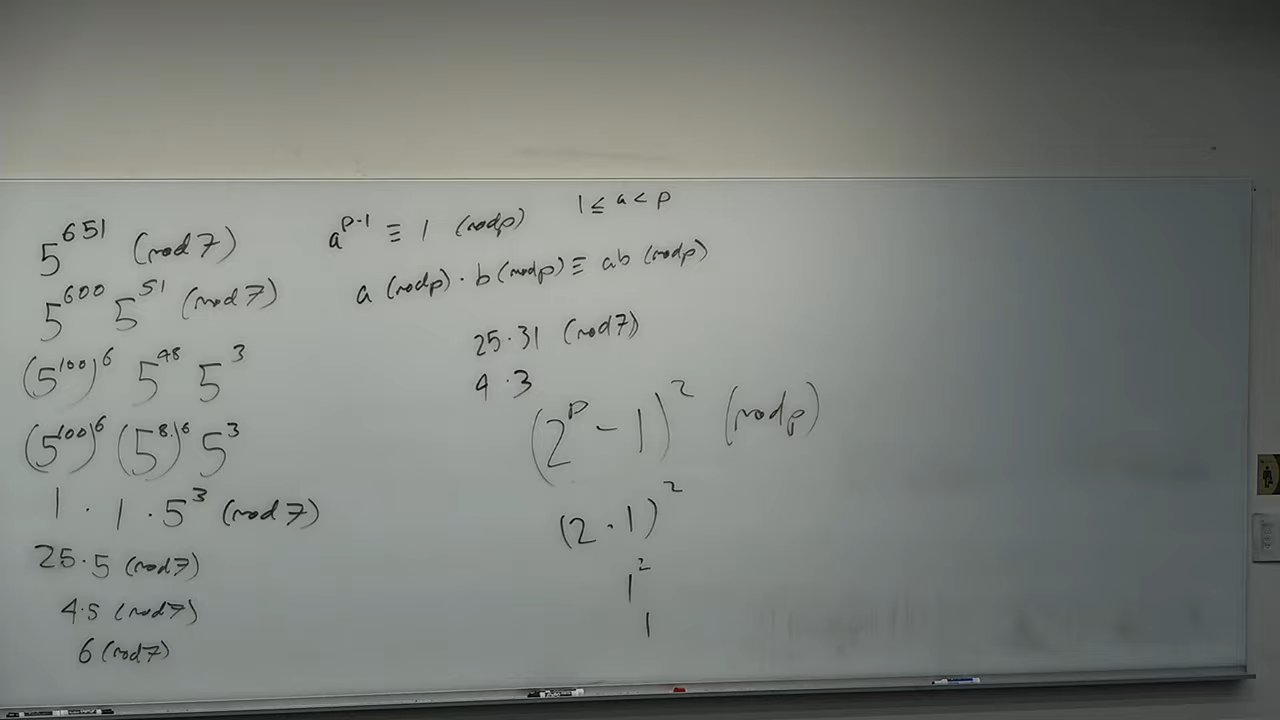 5^651 (mod 7)
5^600 5^51 (mod 7)
(5^100)^6 5^48 5^3
(5^100)^6 (5^8)^6 5^3
1 · 1 · 5^3 (mod 7)
25·5 (mod 7)
4·5 (mod 7)
6 (mod 7)
a^p-1 ≡ 1 (mod p) 1 ≤ a < p
a (mod p) · b (mod p) ≡ ab (mod p)
25·31 (mod 7)
4·3
(2^p - 1)^2 (mod p)
(2 - 1)^2
1^2
1